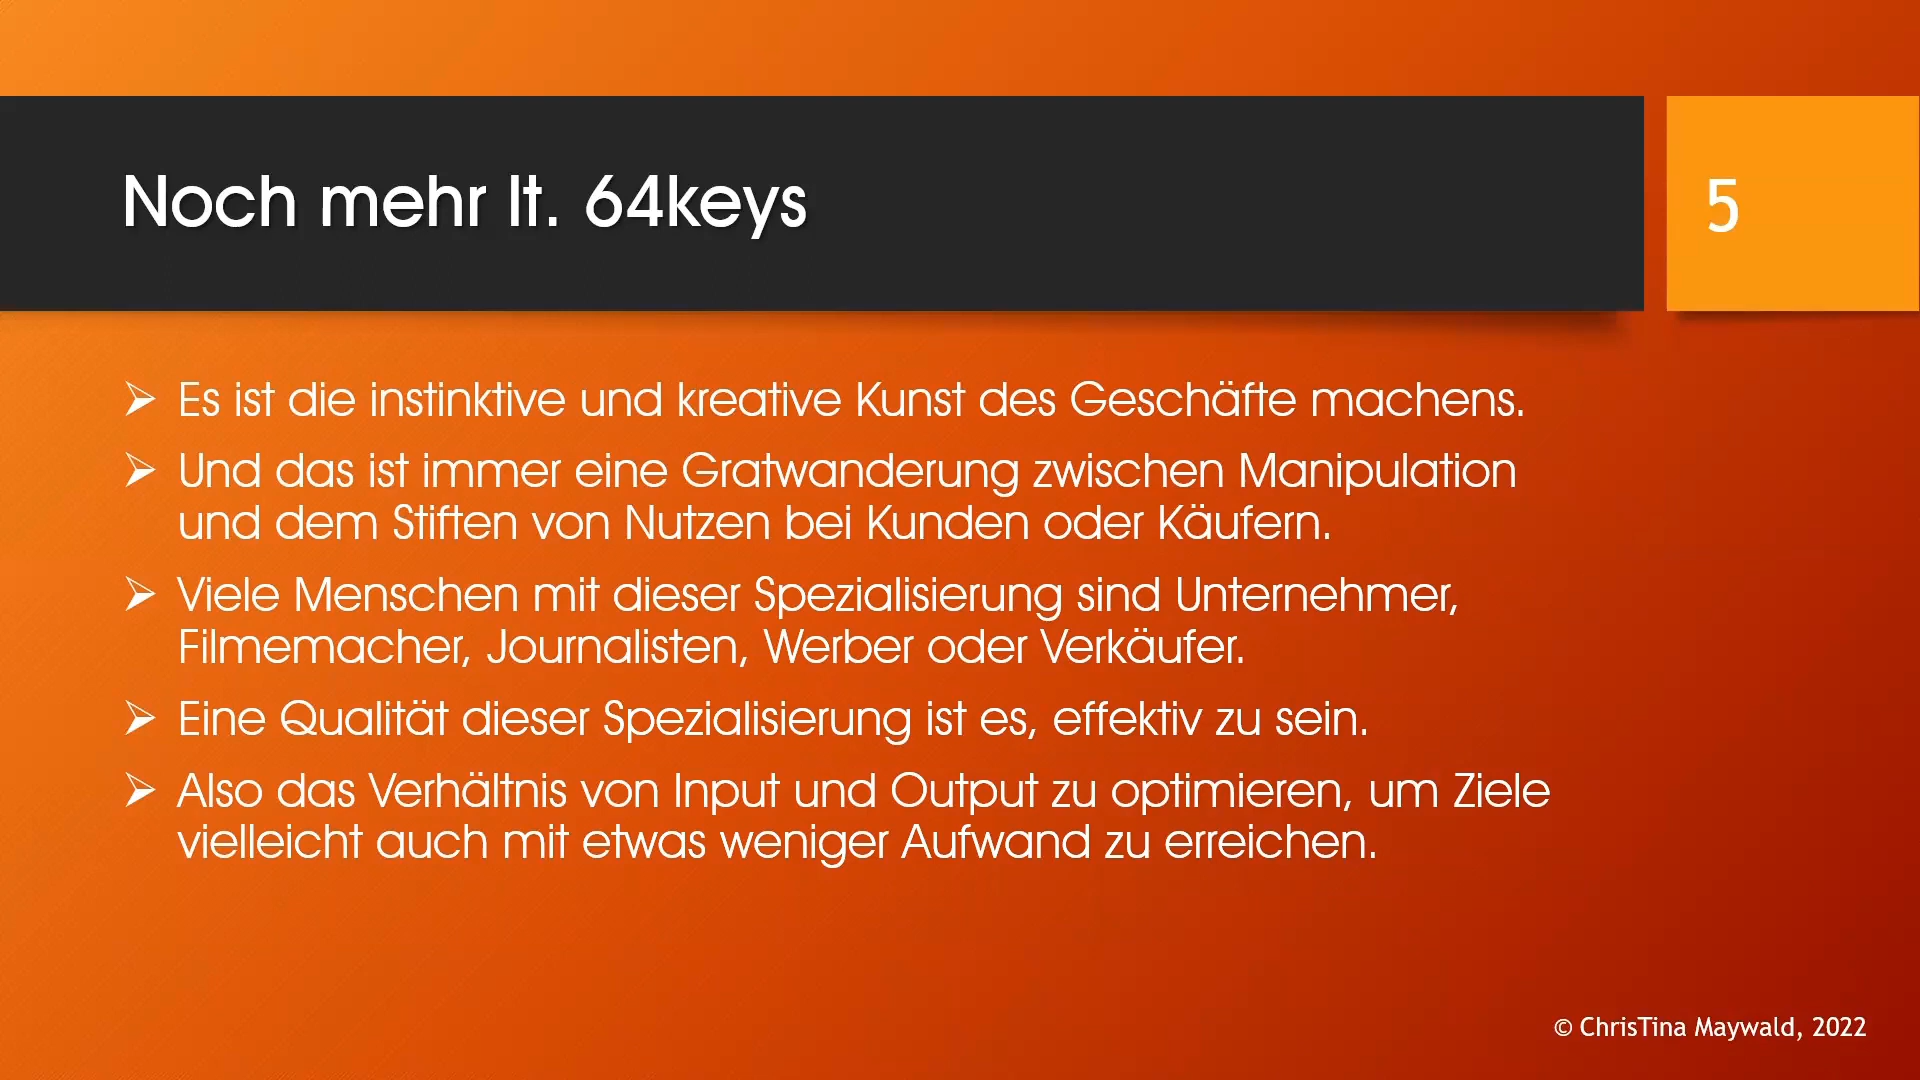 Noch mehr lt. 64keys
5
➢ Es ist die instinktive und kreative Kunst des Geschäfte machens.
➢ Und das ist immer eine Gratwanderung zwischen Manipulation
und dem Stiften von Nutzen bei Kunden oder Käufern.
➢ Viele Menschen mit dieser Spezialisierung sind Unternehmer,
Filmemacher, Journalisten, Werber oder Verkäufer.
➢ Eine Qualität dieser Spezialisierung ist es, effektiv zu sein.
➢ Also das Verhältnis von Input und Output zu optimieren, um Ziele
vielleicht auch mit etwas weniger Aufwand zu erreichen.
© ChrisTina Maywald, 2022